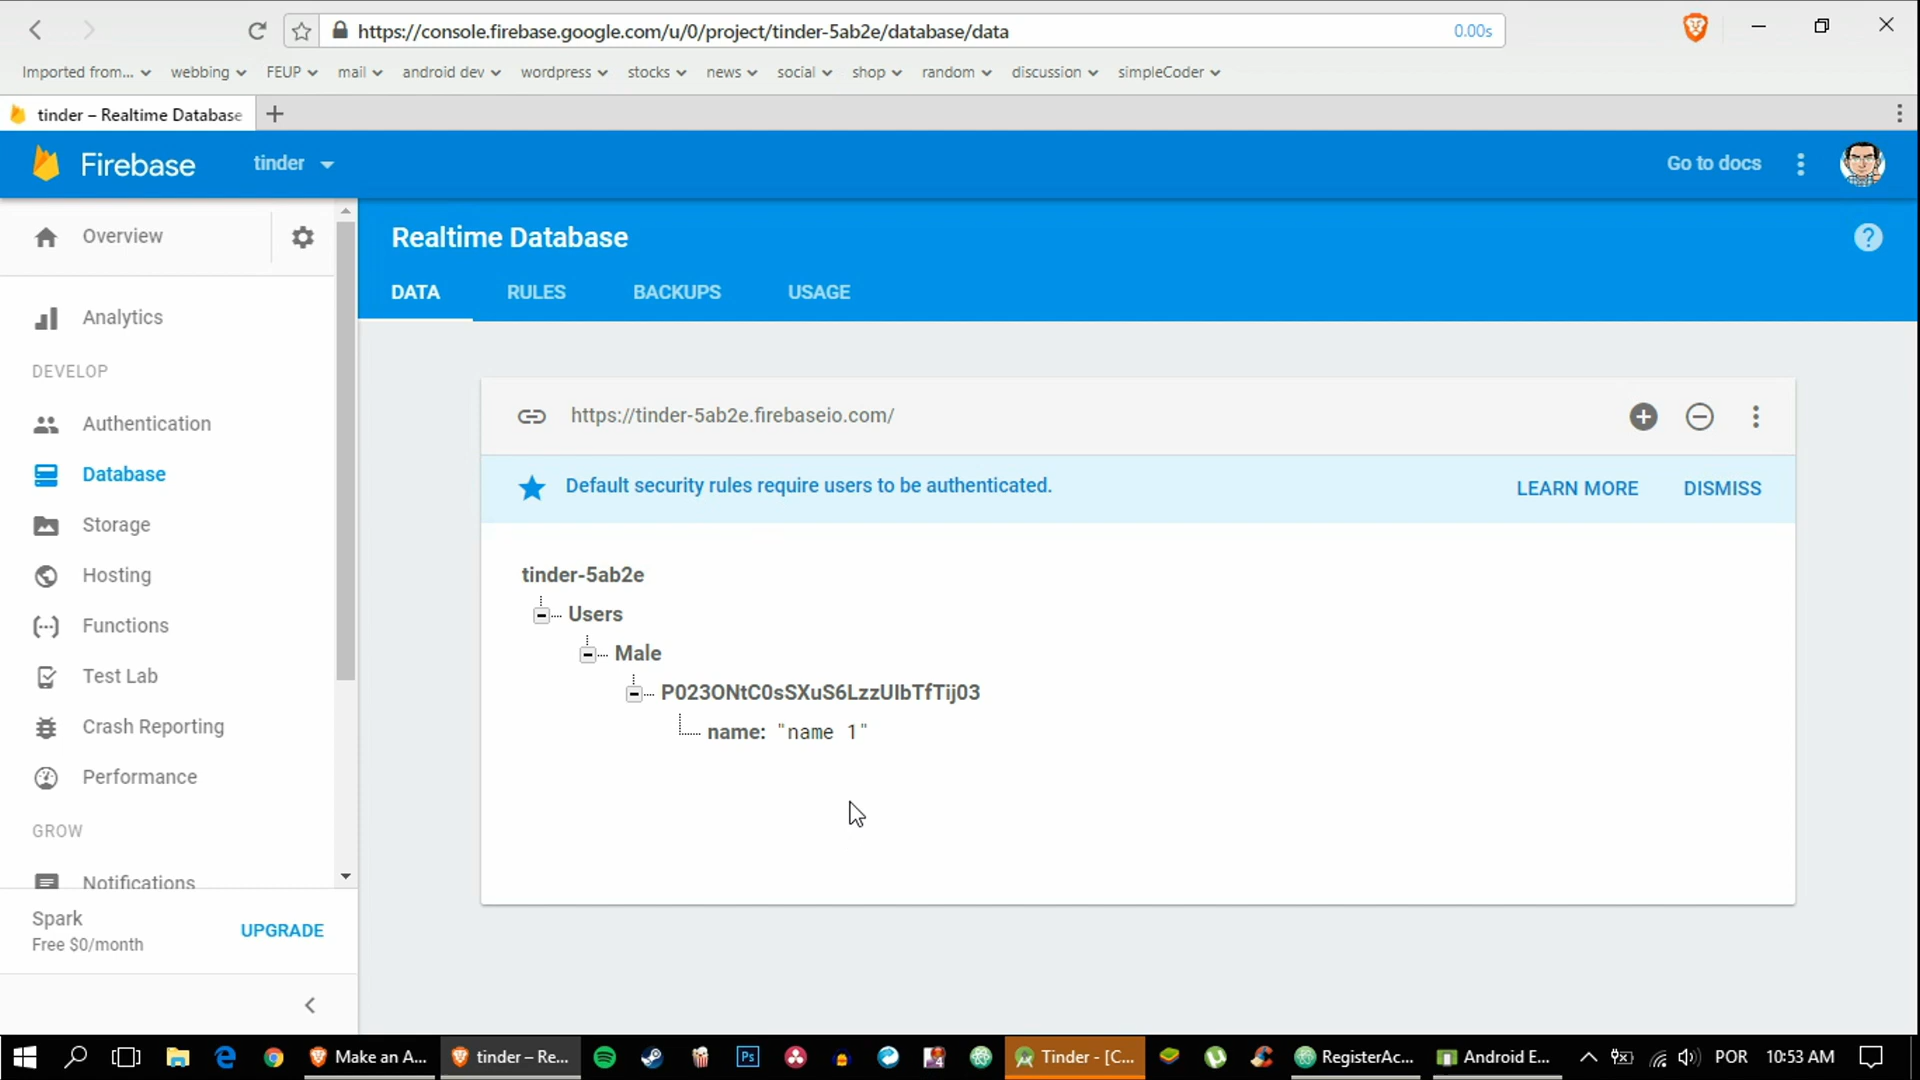 https://console.firebase.google.com/u/0/project/tinder-5ab2e/database/data 0.00s
Imported from... webbing FEUP mail android dev wordpress stocks news social shop random discussion simpleCoder
tinder – Realtime Database
Firebase tinder Go to docs
Overview
Realtime Database
DATA RULES BACKUPS USAGE
Analytics
DEVELOP
Authentication
Database
Storage
Hosting
Functions
Test Lab
Crash Reporting
Performance
GROW
Notifications
Spark
Free $0/month
UPGRADE
https://tinder-5ab2e.firebaseio.com/
Default security rules require users to be authenticated. LEARN MORE DISMISS
tinder-5ab2e
Users
Male
P023ONtC0sSXuS6LzzUIbTfTij03
name: "name 1"
Make an A... tinder – Re... Ps Tinder - [C... RegisterAc... Android E... POR 10:53 AM